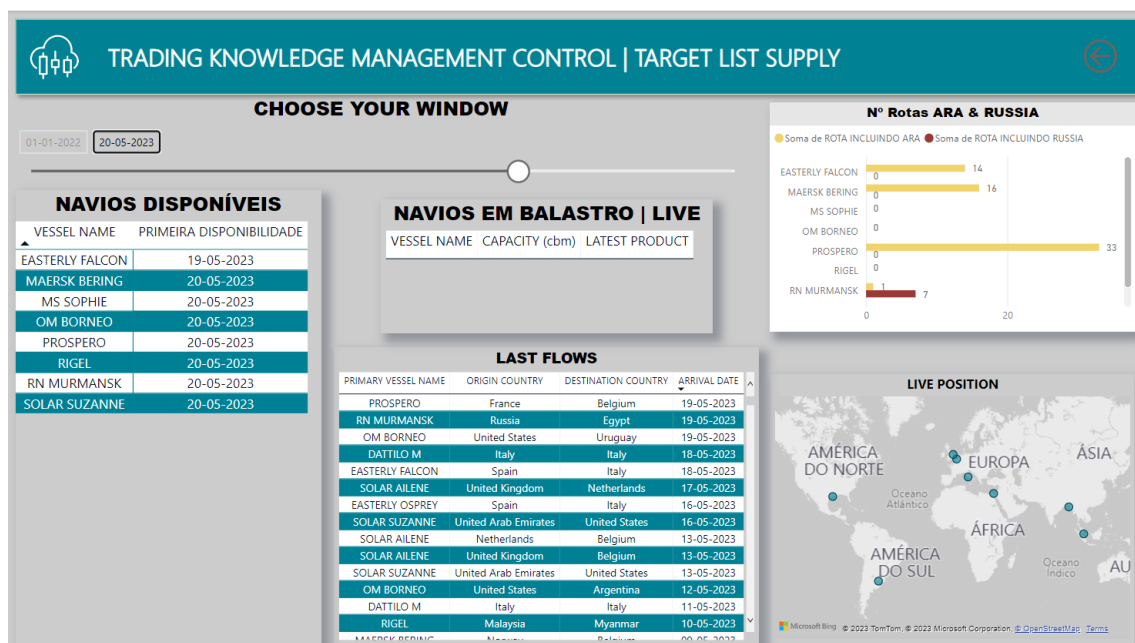 TRADING KNOWLEDGE MANAGEMENT CONTROL | TARGET LIST SUPPLY
CHOOSE YOUR WINDOW
01-01-2022 20-05-2023
NAVIOS DISPONÍVEIS
VESSEL NAME PRIMEIRA DISPONIBILIDADE
EASTERLY FALCON 19-05-2023
MAERSK BERING 20-05-2023
MS SOPHIE 20-05-2023
OM BORNEO 20-05-2023
PROSPERO 20-05-2023
RIGEL 20-05-2023
RN MURMANSK 20-05-2023
SOLAR SUZANNE 20-05-2023
NAVIOS EM BALASTRO | LIVE
VESSEL NAME CAPACITY (cbm) LATEST PRODUCT
Nº Rotas ARA & RUSSIA
Soma de ROTA INCLUINDO ARA Soma de ROTA INCLUINDO RUSSIA
EASTERLY FALCON 14 0
MAERSK BERING 16 0
MS SOPHIE 0
OM BORNEO 0
PROSPERO 33 0
RIGEL 0
RN MURMANSK 1 7
0 20
LAST FLOWS
PRIMARY VESSEL NAME ORIGIN COUNTRY DESTINATION COUNTRY ARRIVAL DATE
PROSPERO France Belgium 19-05-2023
RN MURMANSK Russia Egypt 19-05-2023
OM BORNEO United States Uruguay 19-05-2023
DATTILO M Italy Italy 18-05-2023
EASTERLY FALCON Spain Italy 18-05-2023
SOLAR AILENE United Kingdom Netherlands 17-05-2023
EASTERLY OSPREY Spain Italy 16-05-2023
SOLAR SUZANNE United Arab Emirates United States 16-05-2023
SOLAR AILENE Netherlands Belgium 13-05-2023
SOLAR AILENE United Kingdom Belgium 13-05-2023
SOLAR SUZANNE United Arab Emirates United States 13-05-2023
OM BORNEO United States Argentina 12-05-2023
DATTILO M Italy Italy 11-05-2023
RIGEL Malaysia Myanmar 10-05-2023
MAERSK BERING Norway Belgium 09-05-2023
LIVE POSITION
AMÉRICA DO NORTE
EUROPA
ÁSIA
Oceano Atlântico
ÁFRICA
AMÉRICA DO SUL
Oceano Índico
AU
Microsoft Bing © 2023 TomTom, © 2023 Microsoft Corporation, © OpenStreetMap Terms